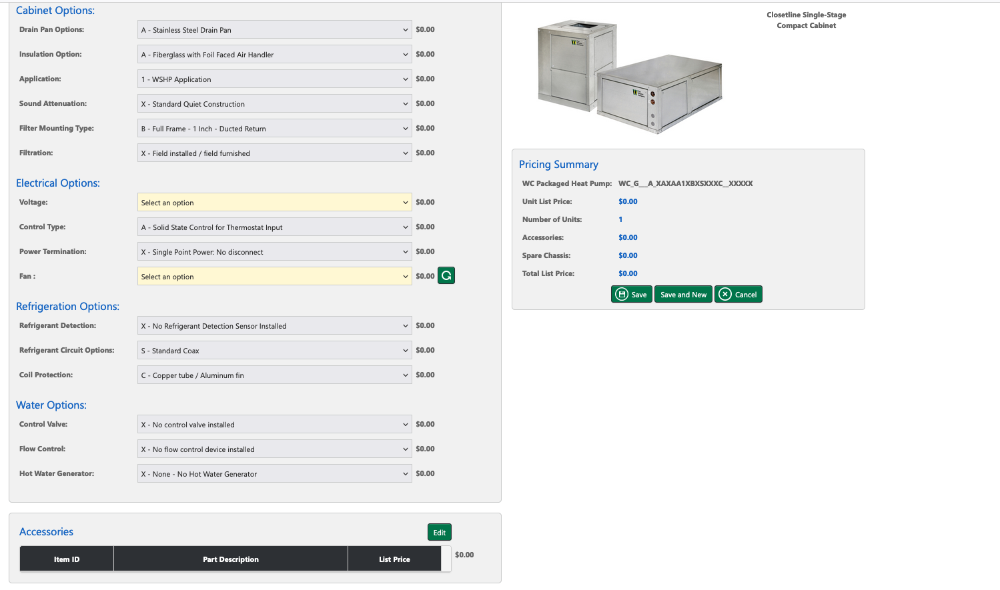 Cabinet Options:
Drain Pan Options: A - Stainless Steel Drain Pan $0.00
Insulation Option: A - Fiberglass with Foil Faced Air Handler $0.00
Application: 1 - WSHP Application $0.00
Sound Attenuation: X - Standard Quiet Construction $0.00
Filter Mounting Type: B - Full Frame - 1 Inch - Ducted Return $0.00
Filtration: X - Field installed / field furnished $0.00
Electrical Options:
Voltage: Select an option $0.00
Control Type: A - Solid State Control for Thermostat Input $0.00
Power Termination: X - Single Point Power: No disconnect $0.00
Fan : Select an option $0.00
Refrigeration Options:
Refrigerant Detection: X - No Refrigerant Detection Sensor Installed $0.00
Refrigerant Circuit Options: S - Standard Coax $0.00
Coil Protection: C - Copper tube / Aluminum fin $0.00
Water Options:
Control Valve: X - No control valve installed $0.00
Flow Control: X - No flow control device installed $0.00
Hot Water Generator: X - None - No Hot Water Generator $0.00
Accessories Edit
Item ID Part Description List Price $0.00
Closetline Single-Stage
Compact Cabinet
Pricing Summary
WC Packaged Heat Pump: WC_G__A_XAXAA1XBXSXXXC__XXXXX
Unit List Price: $0.00
Number of Units: 1
Accessories: $0.00
Spare Chassis: $0.00
Total List Price: $0.00
Save Save and New Cancel